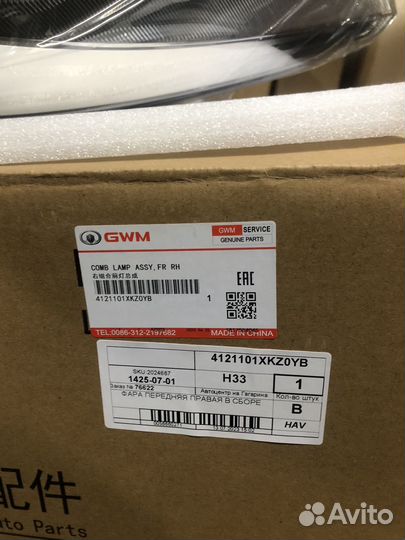 GWM
GWM SERVICE
GENUINE PARTS
COMB LAMP ASSY,FR RH
右组合前灯总成
EAC
4121101XKZ0YB 1
TEL:0086-312-2197682 MADE IN CHINA
4121101XKZ0YB
SKU:2024667
1425-07-01
H33
1
Заказ № 76622
Автоцентр на Гагарина
Кол-во штук
ФАРА ПЕРЕДНЯЯ ПРАВАЯ В СБОРЕ
B
HAV
配件
uto Parts
Avito